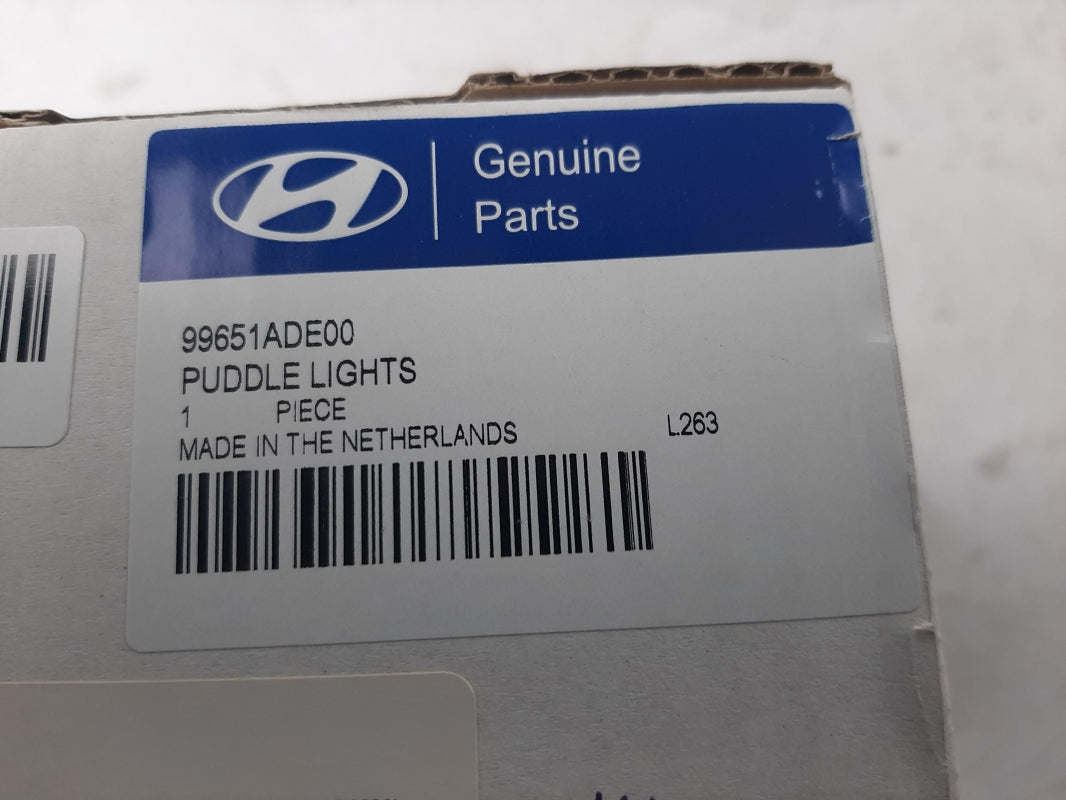 Genuine
Parts
99651ADE00
PUDDLE LIGHTS
1 PIECE
MADE IN THE NETHERLANDS
L263